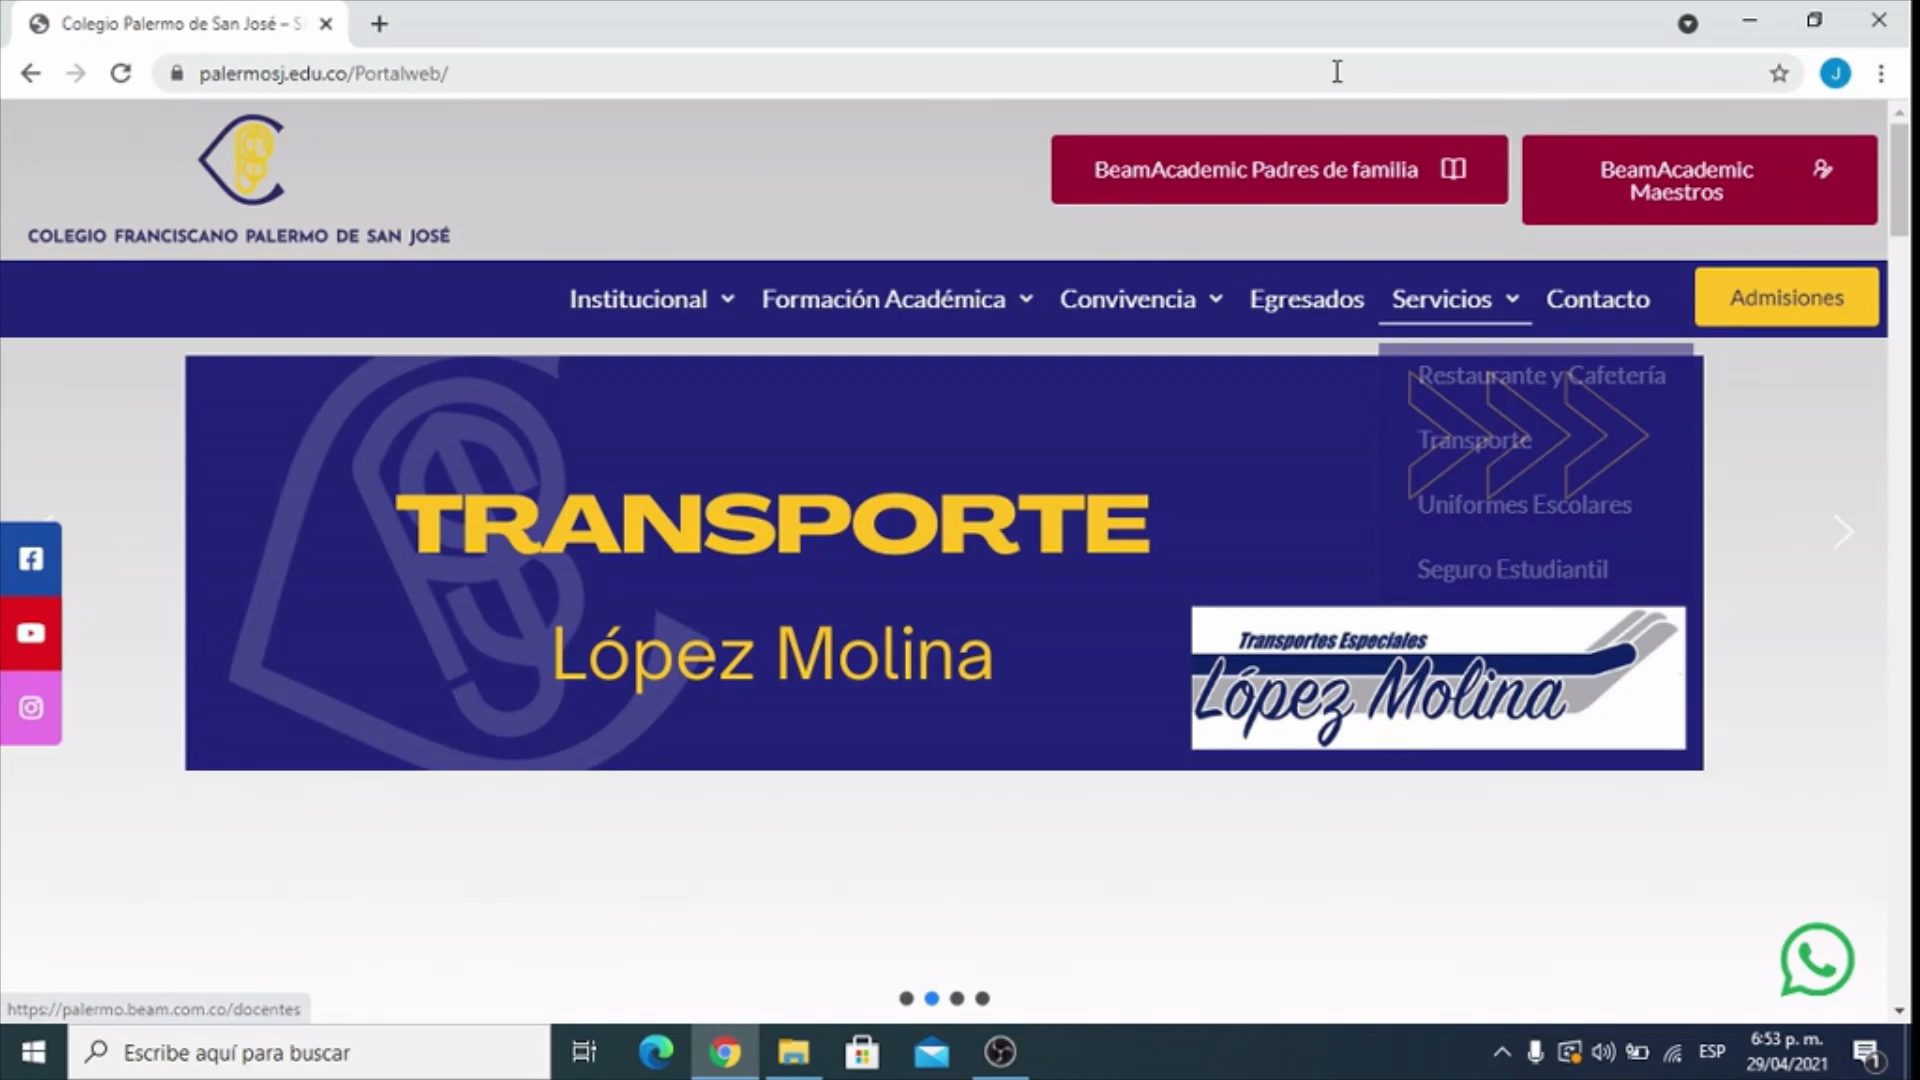 Colegio Palermo de San José – S
palermosj.edu.co/Portalweb/
J
COLEGIO FRANCISCANO PALERMO DE SAN JOSÉ
BeamAcademic Padres de familia
BeamAcademic
Maestros
Institucional
Formación Académica
Convivencia
Egresados
Servicios
Contacto
Admisiones
Restaurante y Cafetería
Transporte
Uniformes Escolares
Seguro Estudiantil
TRANSPORTE
López Molina
Transportes Especiales
López Molina
https://palermo.beam.com.co/docentes
Escribe aquí para buscar
ESP
6:53 p. m.
29/04/2021
1